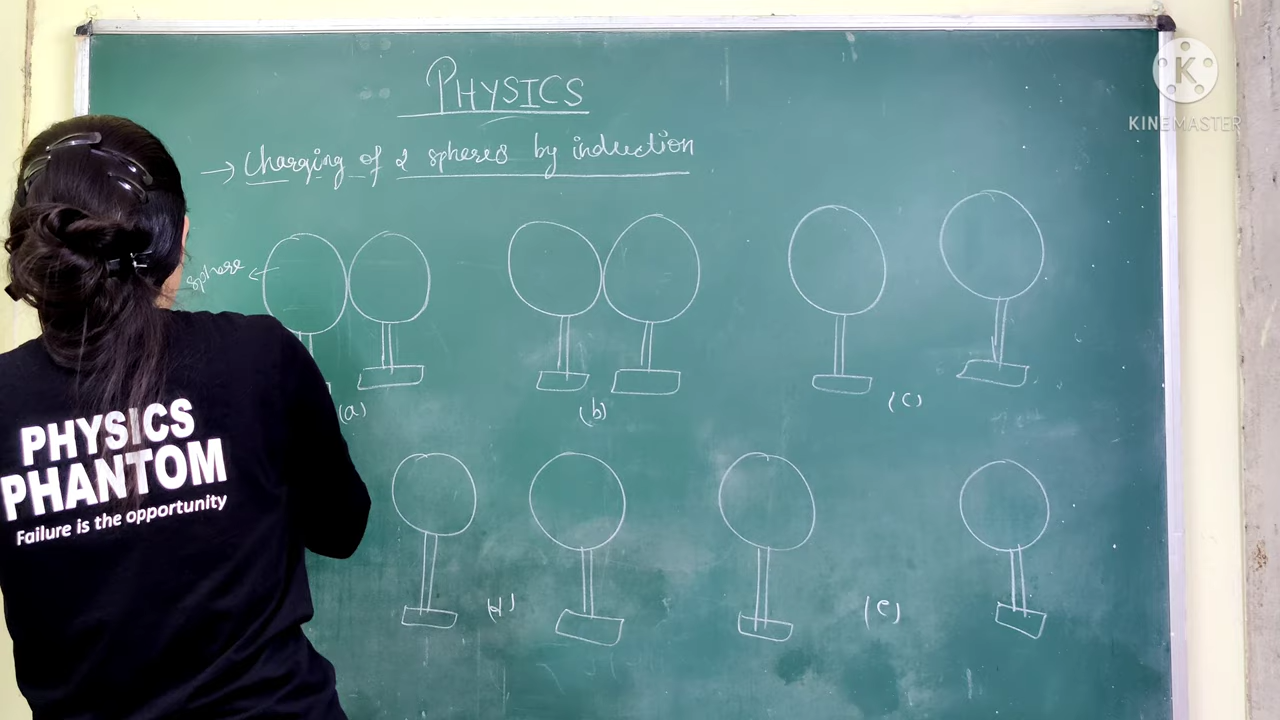 PHYSICS
→ Charging of 2 spheres by induction
sphere
(a)
(b)
(c)
(d)
(e)
PHYSICS
PHANTOM
Failure is the opportunity
K
KINEMASTER